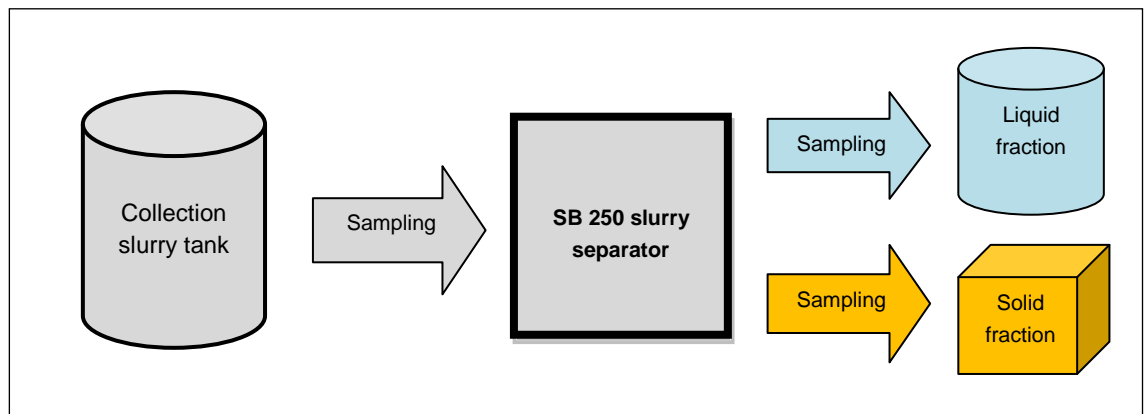 Collection
slurry tank
Sampling
SB 250 slurry
separator
Sampling
Liquid
fraction
Sampling
Solid
fraction